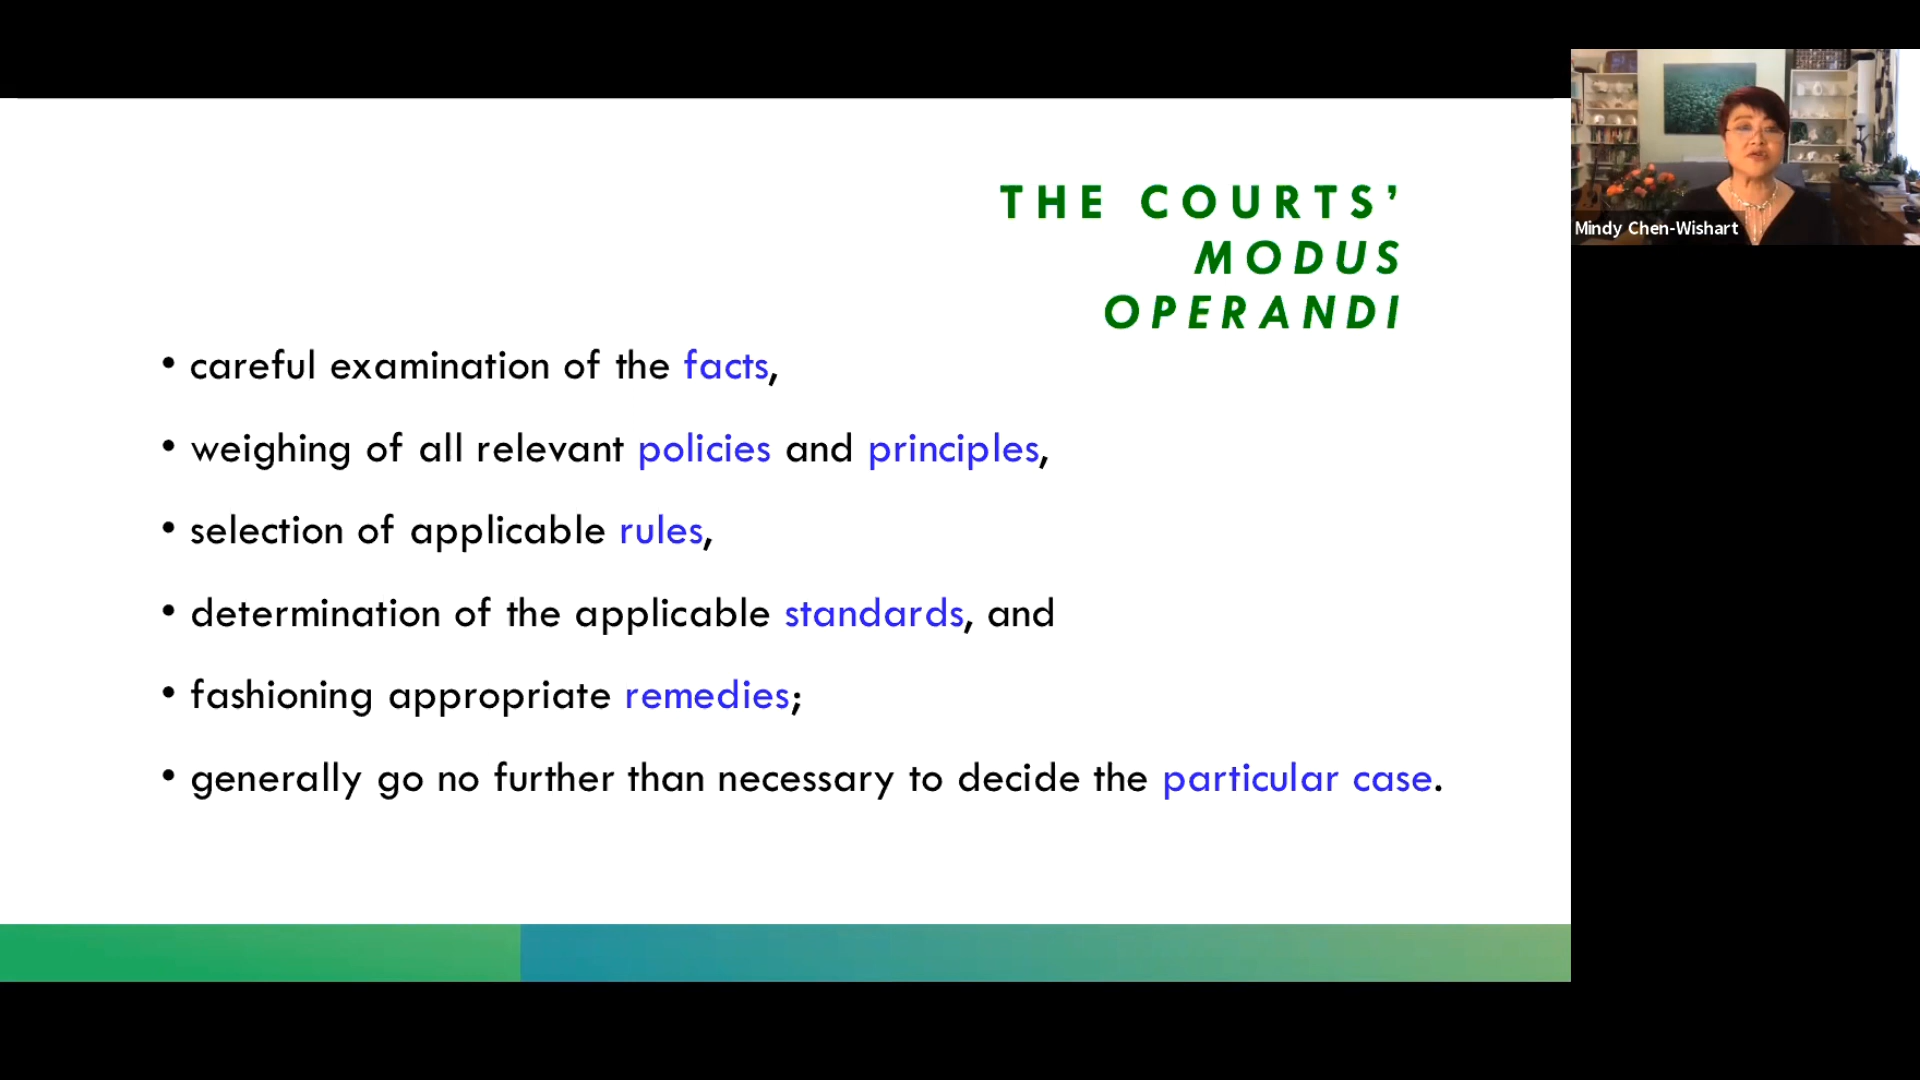 THE COURTS’
MODUS
OPERANDI
• careful examination of the facts,
• weighing of all relevant policies and principles,
• selection of applicable rules,
• determination of the applicable standards, and
• fashioning appropriate remedies;
• generally go no further than necessary to decide the particular case.
Mindy Chen-Wishart